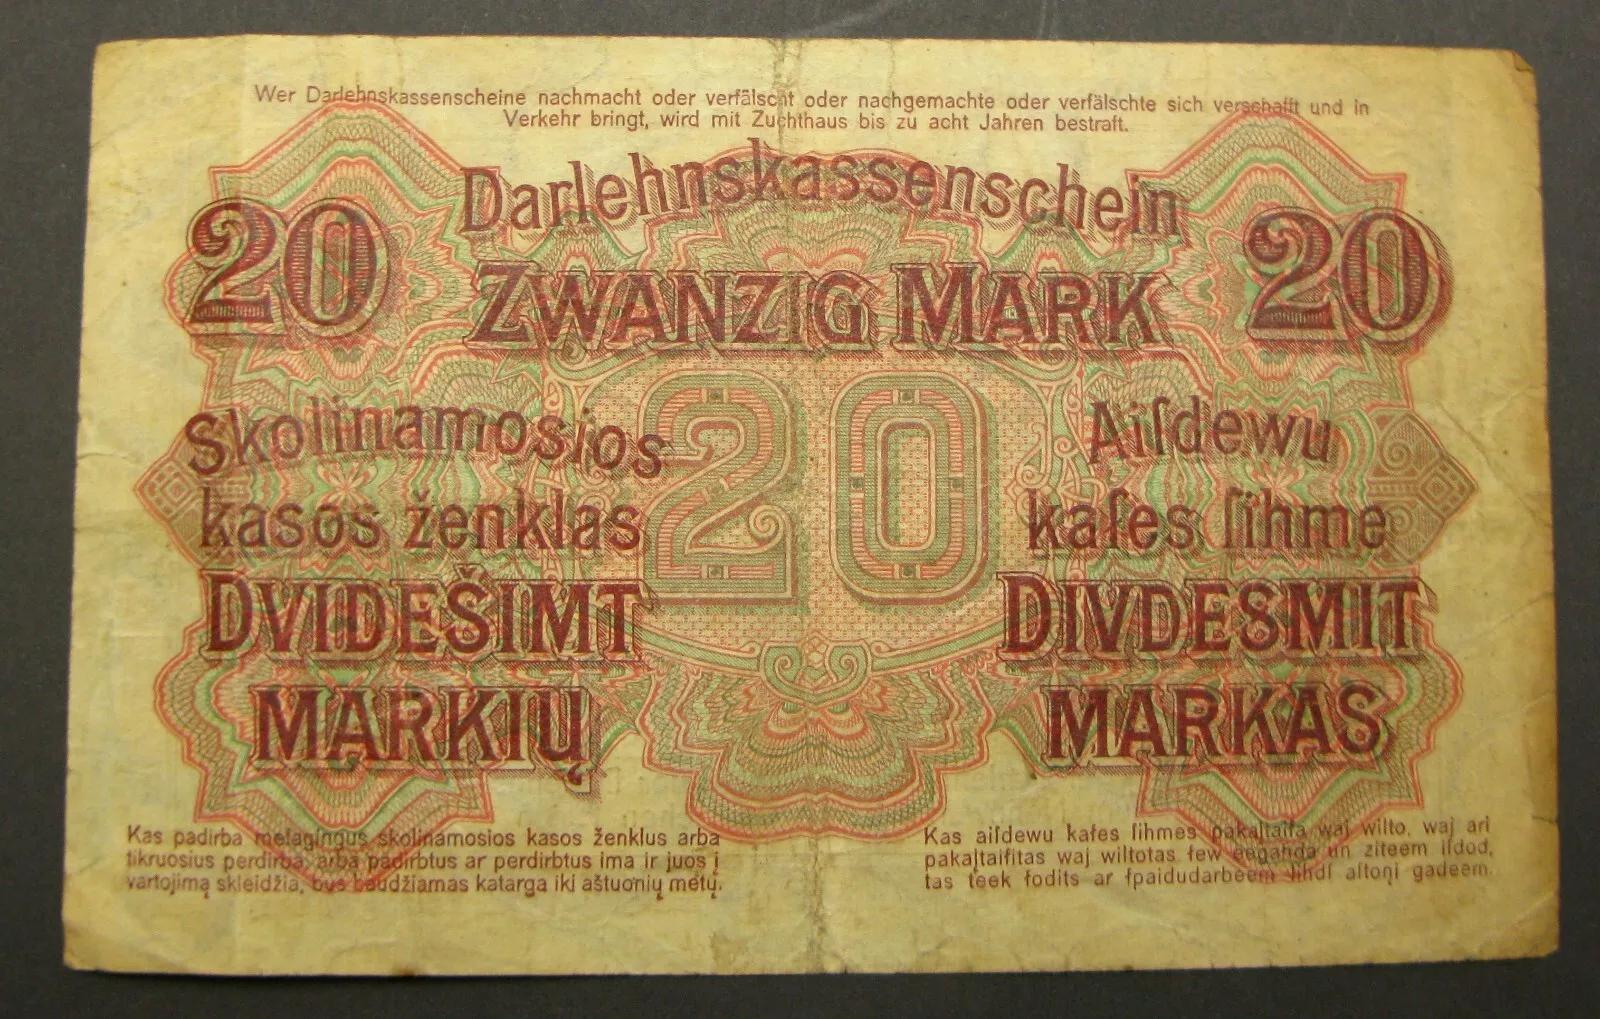 Wer Darlehnskassenscheine nachmacht oder verfälscht oder nachgemachte oder verfälschte sich verschafft und in
Verkehr bringt, wird mit Zuchthaus bis zu acht Jahren bestraft.
Darlehnskassenschein
20 ZWANZIG MARK 20
20
Skolinamosios
kasos ženklas
DVIDEŠIMT
MARKIŲ
Aiſdewu
kaſes ſihme
DIVDESMIT
MARKAS
Kas padirba melagingus skolinamosios kasos ženklus arba
tikruosius perdirba, arba padirbtus ar perdirbtus ima ir juos į
vartojimą skleidžia, bus baudžiamas katarga iki aštuonių metų.
Kas aiſdewu kaſes ſihmes pakaļtaiſa waj wilto, waj ari
pakaļtaiſitas waj wiltotas ſew eegahda un ziteem iſdod,
tas teek ſodits ar ſpaidudarbeem lihdſ aſtoņi gadeem.